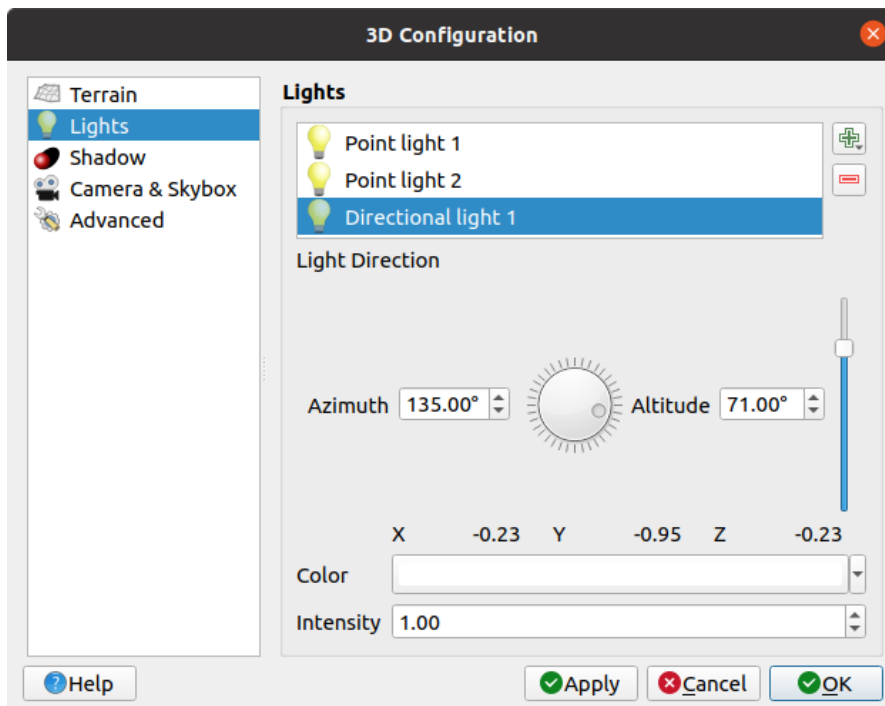 3D Configuration
Terrain
Lights
Shadow
Camera & Skybox
Advanced
Lights
Point light 1
Point light 2
Directional light 1
Light Direction
Azimuth 135.00° Altitude 71.00°
X -0.23 Y -0.95 Z -0.23
Color
Intensity 1.00
Help Apply Cancel OK